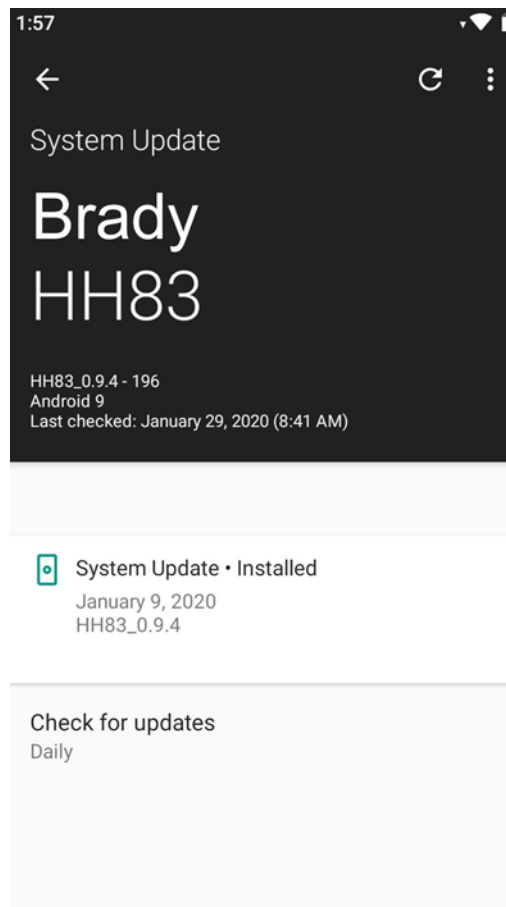 1:57
System Update
Brady
HH83
HH83_0.9.4 - 196
Android 9
Last checked: January 29, 2020 (8:41 AM)
System Update • Installed
January 9, 2020
HH83_0.9.4
Check for updates
Daily